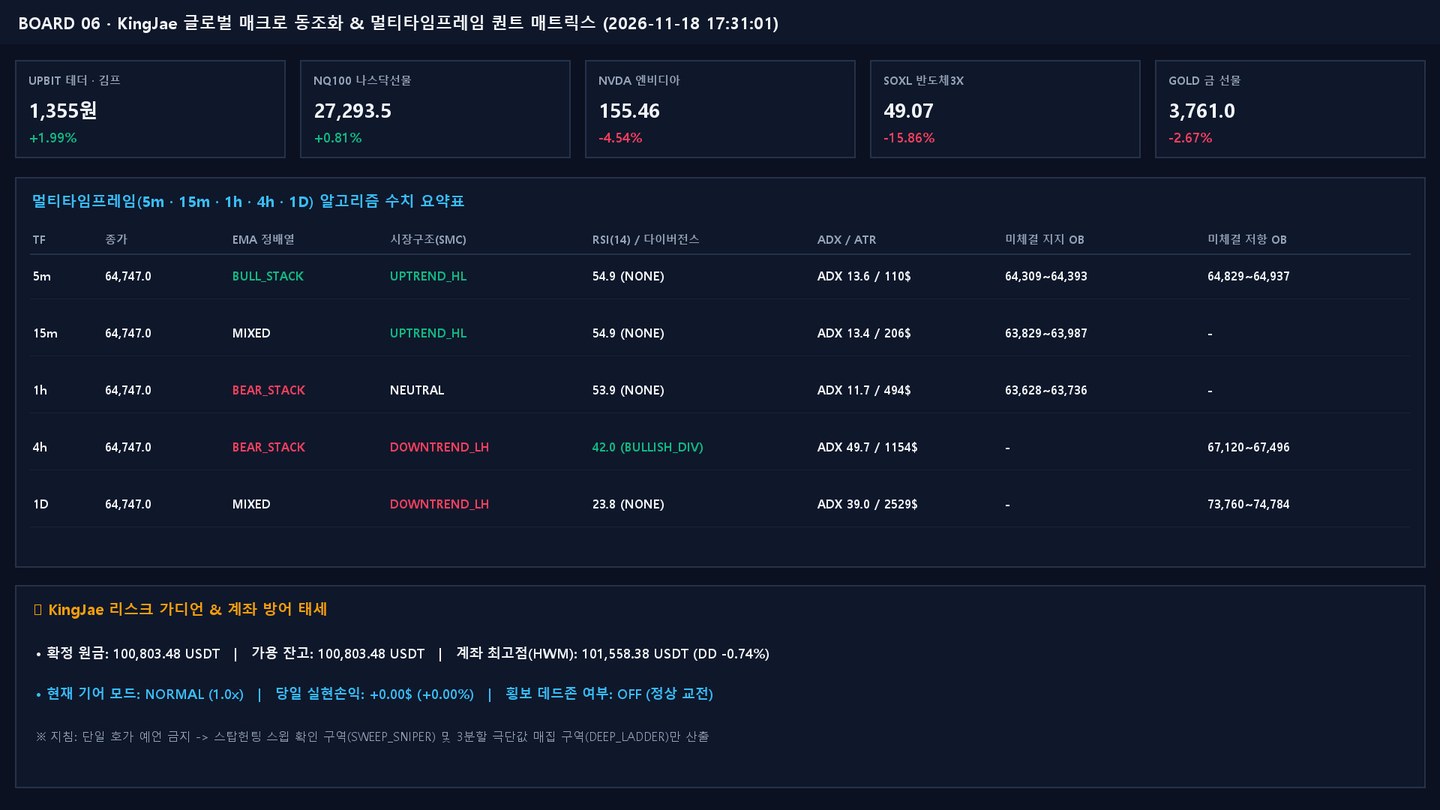 BOARD 06 · KingJae 글로벌 매크로 동조화 & 멀티타임프레임 퀀트 매트릭스 (2026-11-18 17:31:01)
UPBIT 테더 · 김프
1,355원
+1.99%
NQ100 나스닥선물
27,293.5
+0.81%
NVDA 엔비디아
155.46
-4.54%
SOXL 반도체3X
49.07
-15.86%
GOLD 금 선물
3,761.0
-2.67%
멀티타임프레임(5m · 15m · 1h · 4h · 1D) 알고리즘 수치 요약표
TF 종가 EMA 정배열 시장구조(SMC) RSI(14) / 다이버전스 ADX / ATR 미체결 지지 OB 미체결 저항 OB
5m 64,747.0 BULL_STACK UPTREND_HL 54.9 (NONE) ADX 13.6 / 110$ 64,309~64,393 64,829~64,937
15m 64,747.0 MIXED UPTREND_HL 54.9 (NONE) ADX 13.4 / 206$ 63,829~63,987 -
1h 64,747.0 BEAR_STACK NEUTRAL 53.9 (NONE) ADX 11.7 / 494$ 63,628~63,736 -
4h 64,747.0 BEAR_STACK DOWNTREND_LH 42.0 (BULLISH_DIV) ADX 49.7 / 1154$ - 67,120~67,496
1D 64,747.0 MIXED DOWNTREND_LH 23.8 (NONE) ADX 39.0 / 2529$ - 73,760~74,784
KingJae 리스크 가디언 & 계좌 방어 태세
• 확정 원금: 100,803.48 USDT | 가용 잔고: 100,803.48 USDT | 계좌 최고점(HWM): 101,558.38 USDT (DD -0.74%)
• 현재 기어 모드: NORMAL (1.0x) | 당일 실현손익: +0.00$ (+0.00%) | 횡보 데드존 여부: OFF (정상 교전)
※ 지침: 단일 호가 예언 금지 -> 스탑헌팅 스윕 확인 구역(SWEEP_SNIPER) 및 3분할 극단값 매집 구역(DEEP_LADDER)만 산출